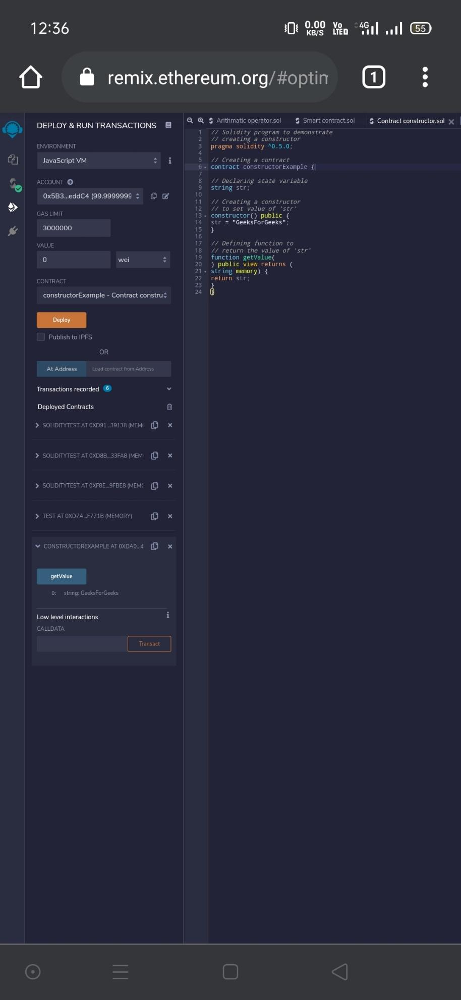 12:36
0.00
KB/S
Vo
LTE
4G
55
remix.ethereum.org/#optim
1
DEPLOY & RUN TRANSACTIONS
ENVIRONMENT
JavaScript VM
ACCOUNT
0x5B3...eddC4 (99.9999999
GAS LIMIT
3000000
VALUE
0
wei
CONTRACT
constructorExample - Contract constru
Deploy
Publish to IPFS
OR
At Address
Load contract from Address
Transactions recorded 6
Deployed Contracts
SOLIDITYTEST AT 0XD91...39138 (MEM
SOLIDITYTEST AT 0XD8B...33FA8 (MEM
SOLIDITYTEST AT 0XF8E...9FBE8 (MEM
TEST AT 0XD7A...F771B (MEMORY)
CONSTRUCTOREXAMPLE AT 0XDA0...4
getValue
0: string: GeeksForGeeks
Low level interactions
CALLDATA
Transact
Arithmatic operator.sol
Smart contract.sol
Contract constructor.sol
1 // Solidity program to demonstrate
2 // creating a constructor
3 pragma solidity ^0.5.0;
4
5 // Creating a contract
6 contract constructorExample {
7
8 // Declaring state variable
9 string str;
10
11 // Creating a constructor
12 // to set value of 'str'
13 constructor() public {
14 str = "GeeksForGeeks";
15 }
16
17 // Defining function to
18 // return the value of 'str'
19 function getValue(
20 ) public view returns (
21 string memory) {
22 return str;
23 }
24 }